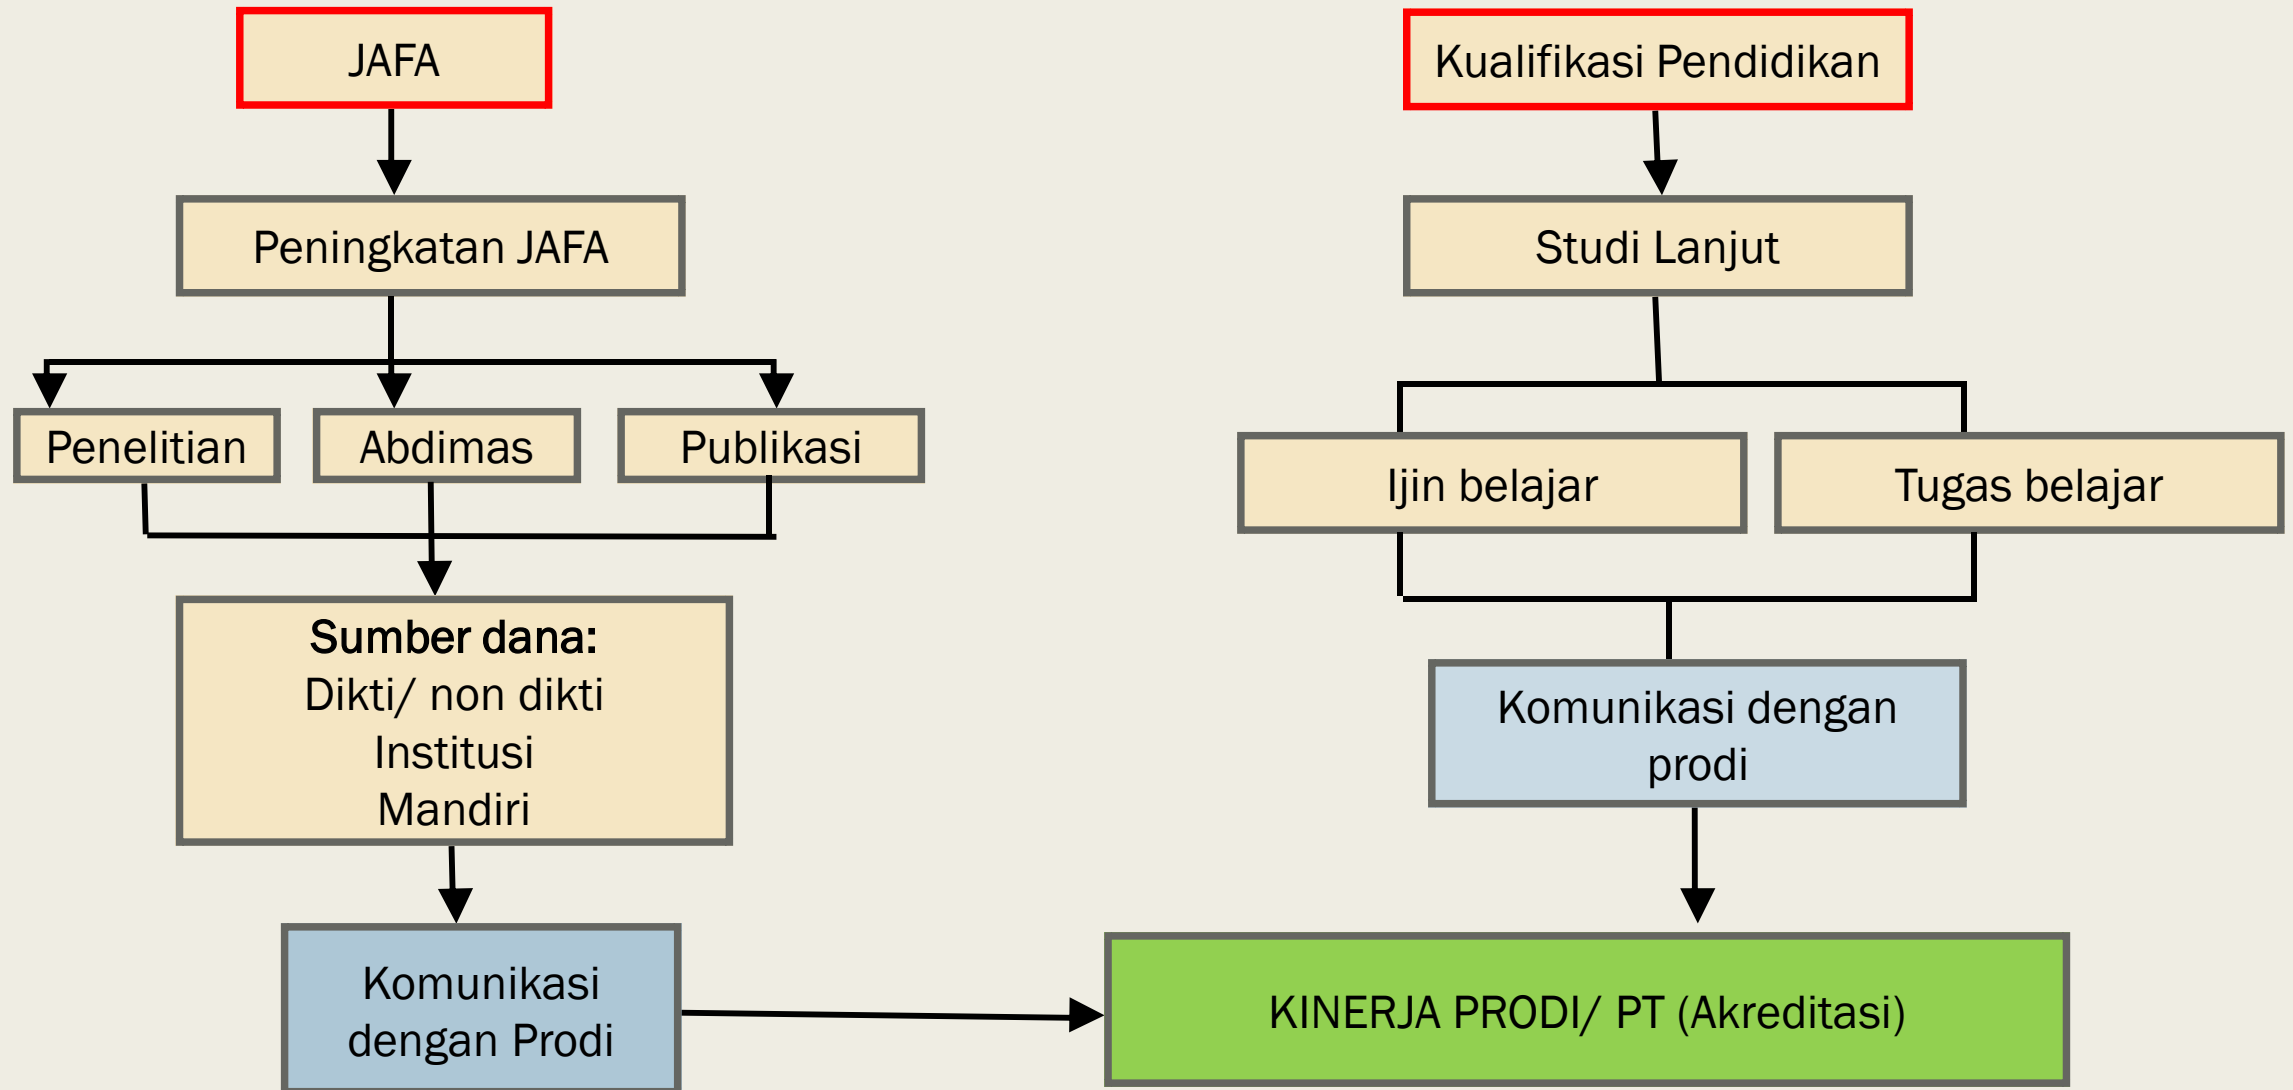 JAFA
Kualifikasi Pendidikan
Peningkatan JAFA
Studi Lanjut
Penelitian
Abdimas
Publikasi
Ijin belajar
Tugas belajar
Sumber dana:
Dikti/ non dikti
Institusi
Mandiri
Komunikasi dengan
prodi
Komunikasi
dengan Prodi
KINERJA PRODI/ PT (Akreditasi)